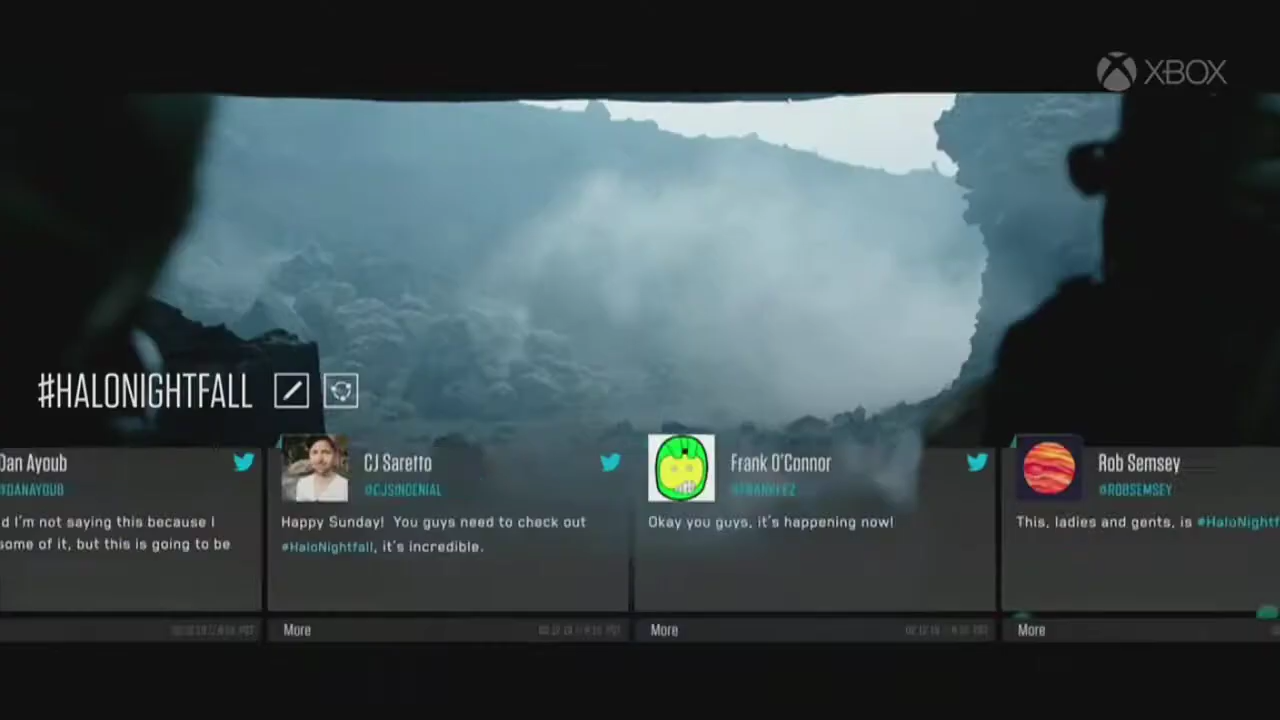 XBOX
#HALONIGHTFALL
Dan Ayoub
@DANAYOUB
d I'm not saying this because I
some of it, but this is going to be
CJ Saretto
@CJSINDENIAL
Happy Sunday! You guys need to check out
#HaloNightfall, it's incredible.
More
Frank O'Connor
Okay you guys, it's happening now!
More
Rob Semsey
@ROBSEMSEY
This, ladies and gents, is #HaloNightf
More